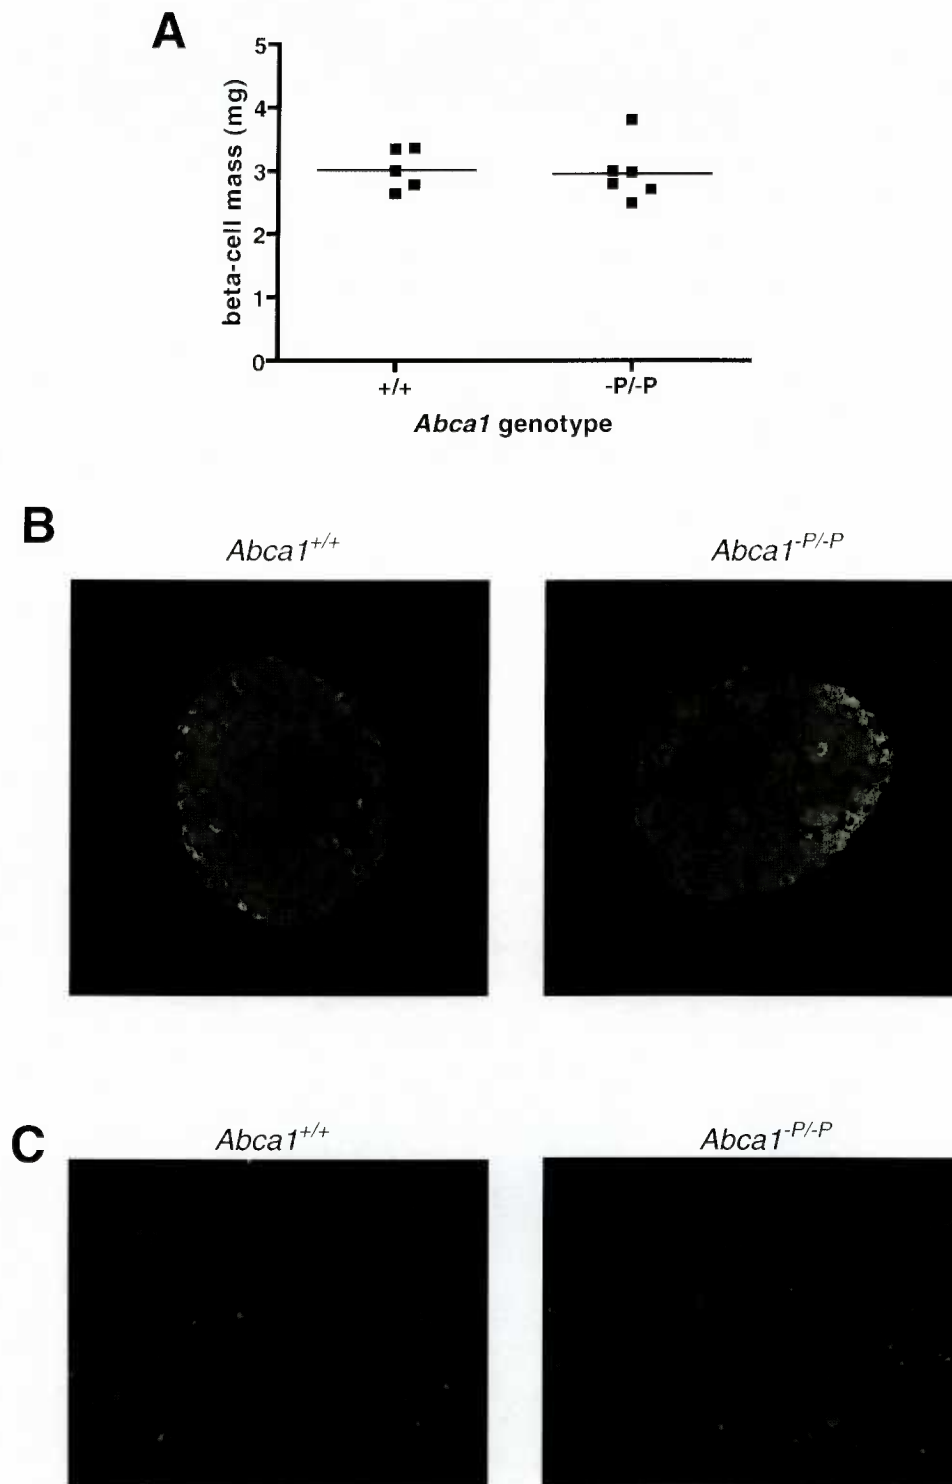 A
5
4
3
2
1
0
beta-cell mass (mg)
+/+ -P/-P
Abca1 genotype
B
Abca1+/+ Abca1-P/-P
C
Abca1+/+ Abca1-P/-P